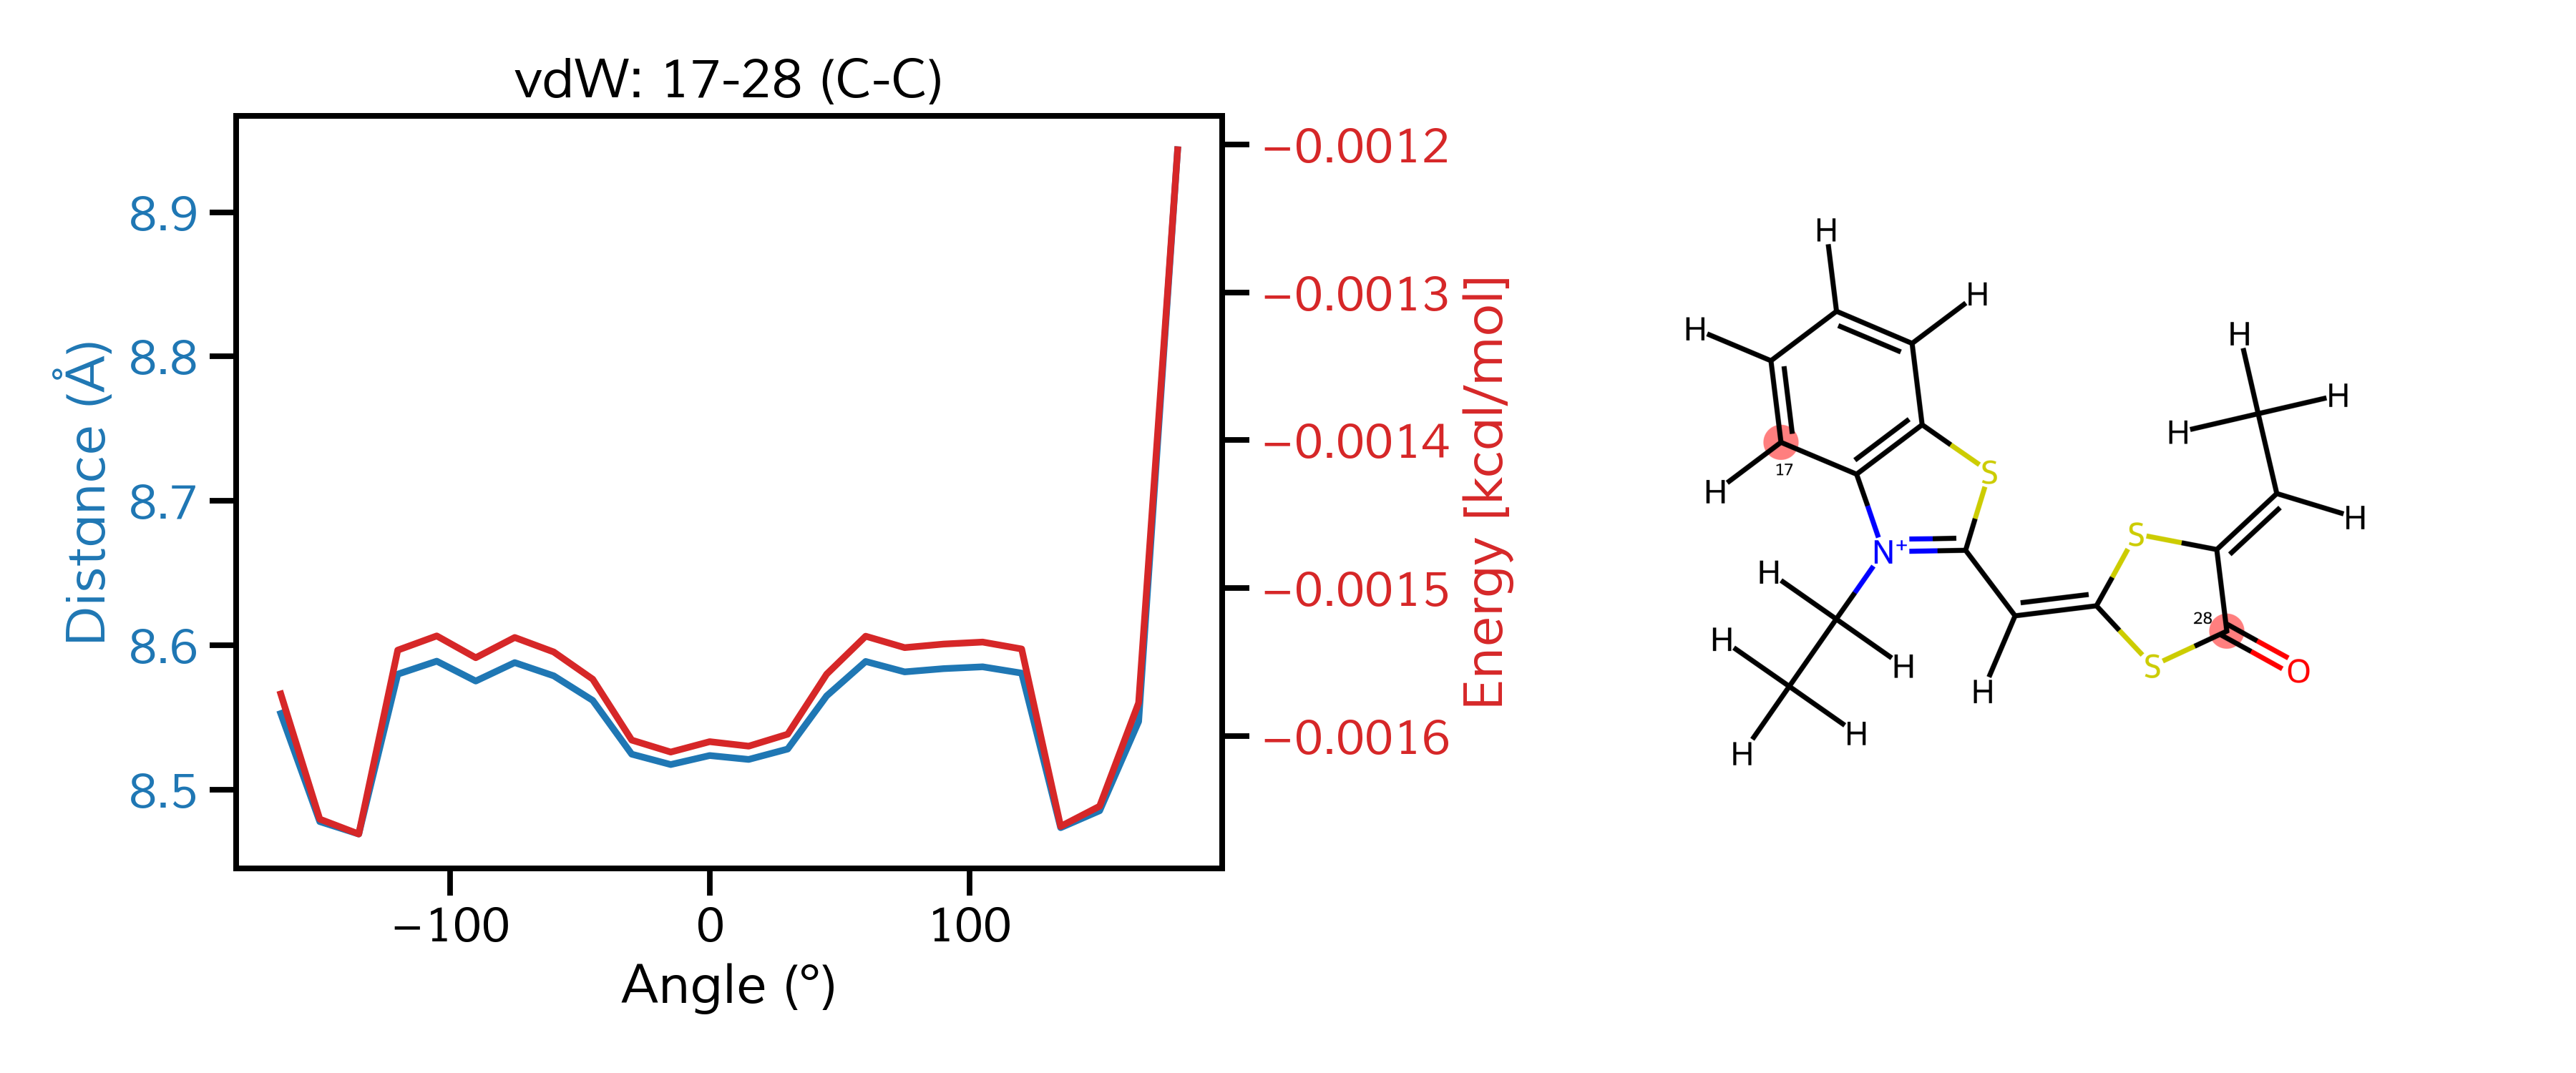 vdW: 17-28 (C-C)
Distance (Å)
8.9
8.8
8.7
8.6
8.5
−100
0
100
Angle (°)
−0.0012
−0.0013
−0.0014
−0.0015
−0.0016
Energy [kcal/mol]
H
H
H
H
H
H
17
H
H
S
S
H
N⁺
H
H
28
H
S
O
H
H
H